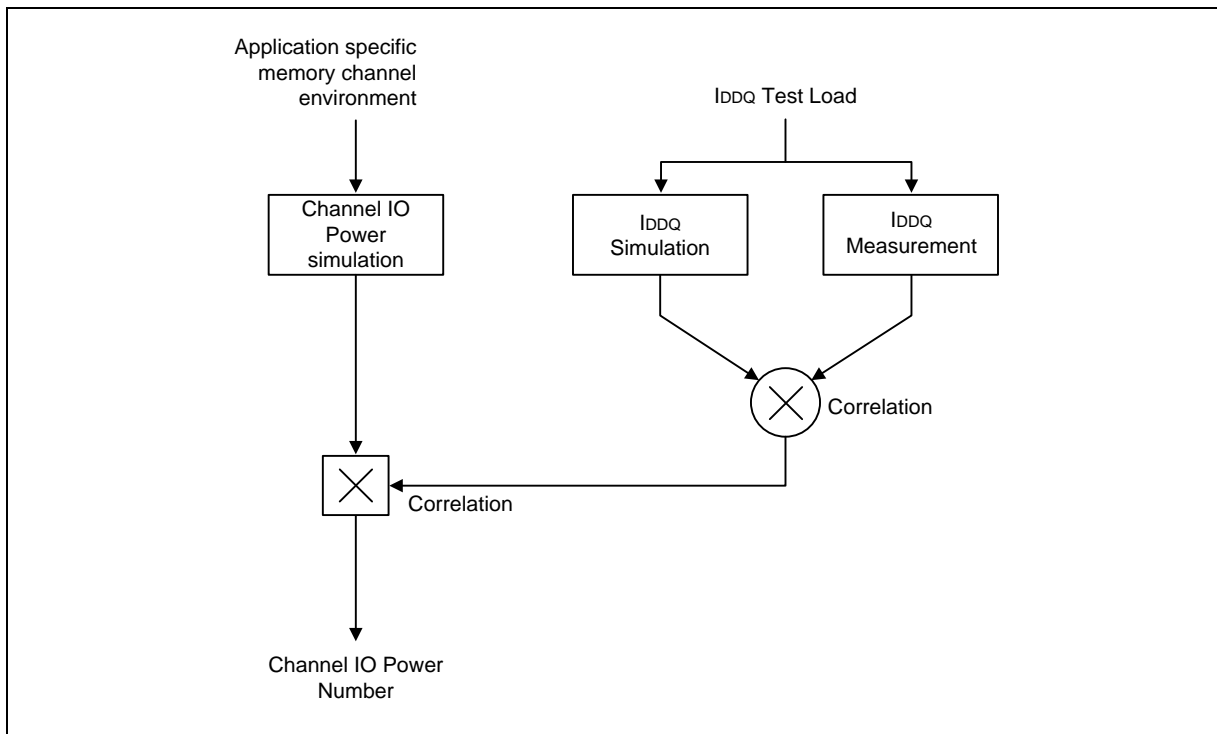 Application specific
memory channel
environment
IDDQ Test Load
Channel IO
Power
simulation
IDDQ
Simulation
IDDQ
Measurement
Correlation
Correlation
Channel IO Power
Number